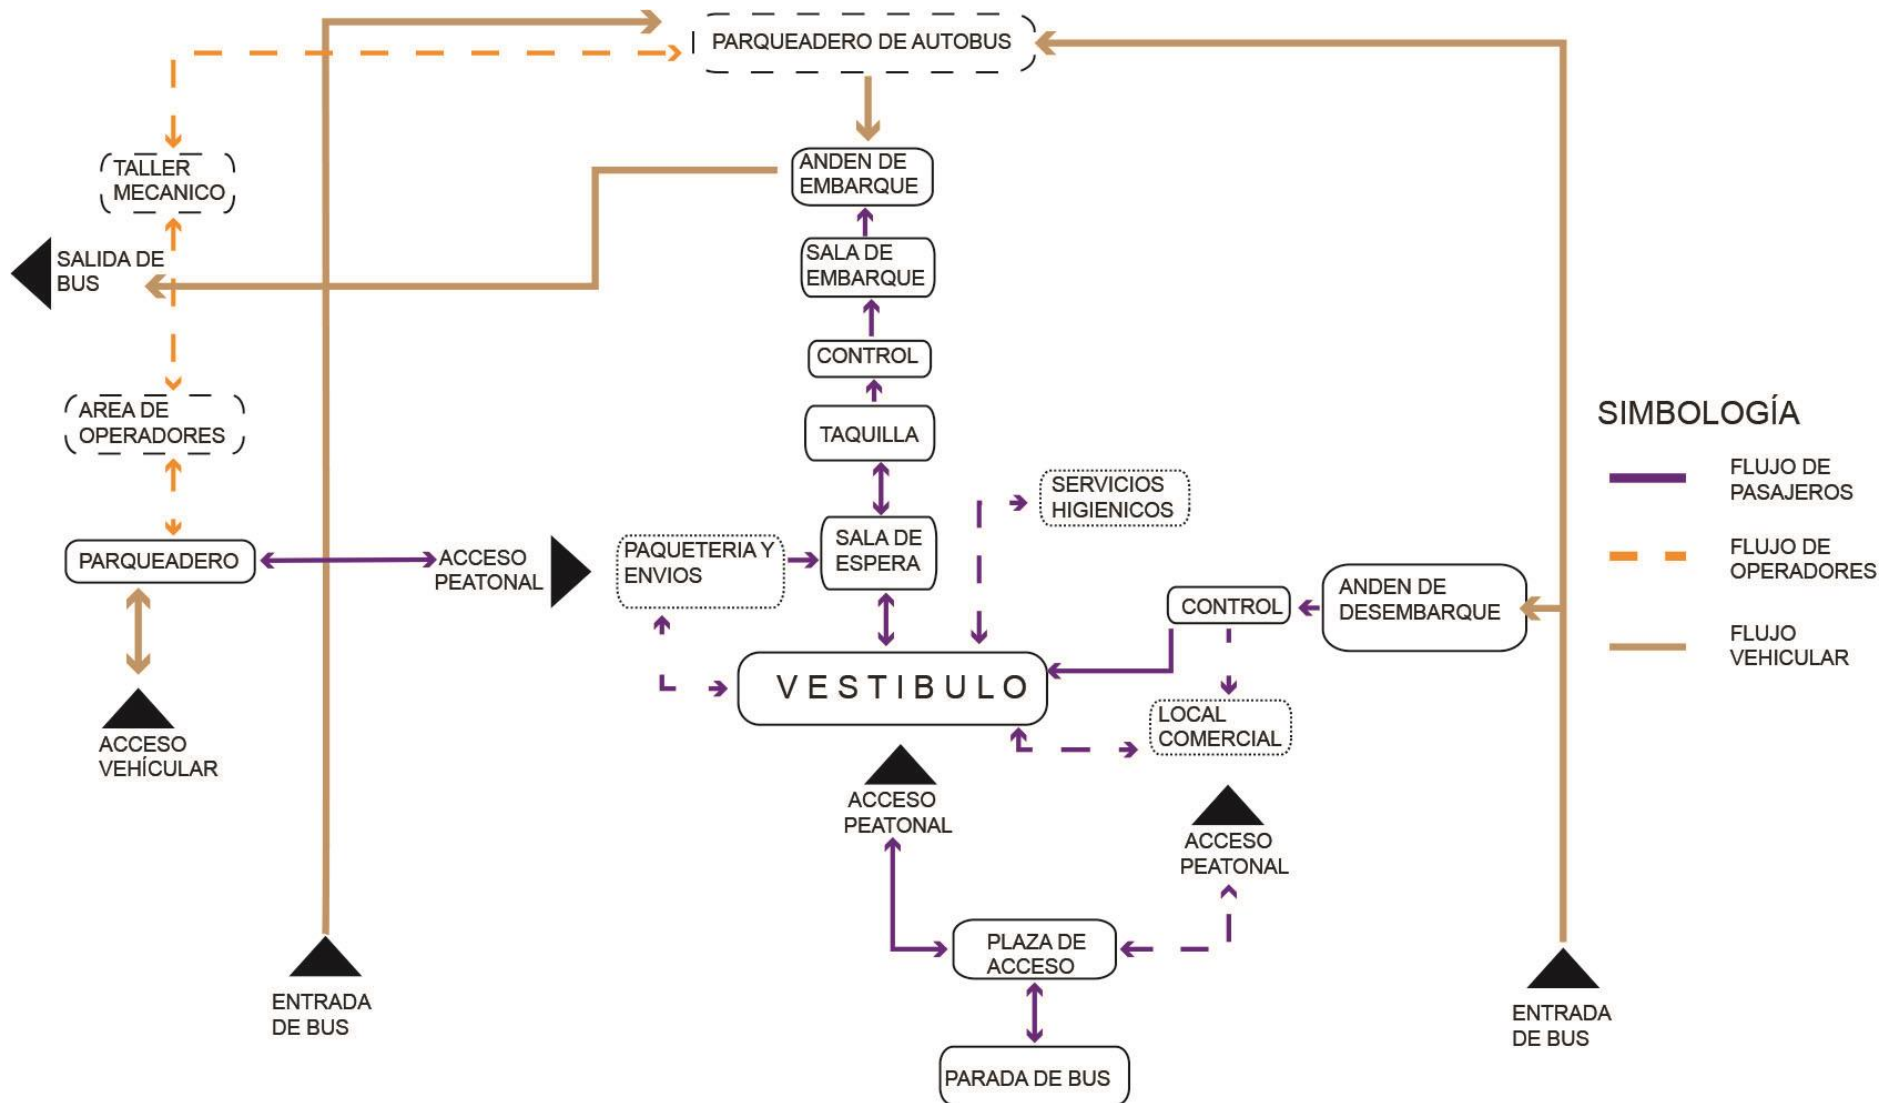 PARQUEADERO DE AUTOBUS
TALLER
MECANICO
ANDEN DE
EMBARQUE
SALIDA DE
BUS
SALA DE
EMBARQUE
CONTROL
AREA DE
OPERADORES
TAQUILLA
SIMBOLOGÍA
FLUJO DE
PASAJEROS
FLUJO DE
OPERADORES
FLUJO
VEHICULAR
SERVICIOS
HIGIENICOS
PARQUEADERO
ACCESO
PEATONAL
PAQUETERIA Y
ENVIOS
SALA DE
ESPERA
CONTROL
ANDEN DE
DESEMBARQUE
VESTIBULO
LOCAL
COMERCIAL
ACCESO
VEHÍCULAR
ACCESO
PEATONAL
ACCESO
PEATONAL
PLAZA DE
ACCESO
ENTRADA
DE BUS
ENTRADA
DE BUS
PARADA DE BUS